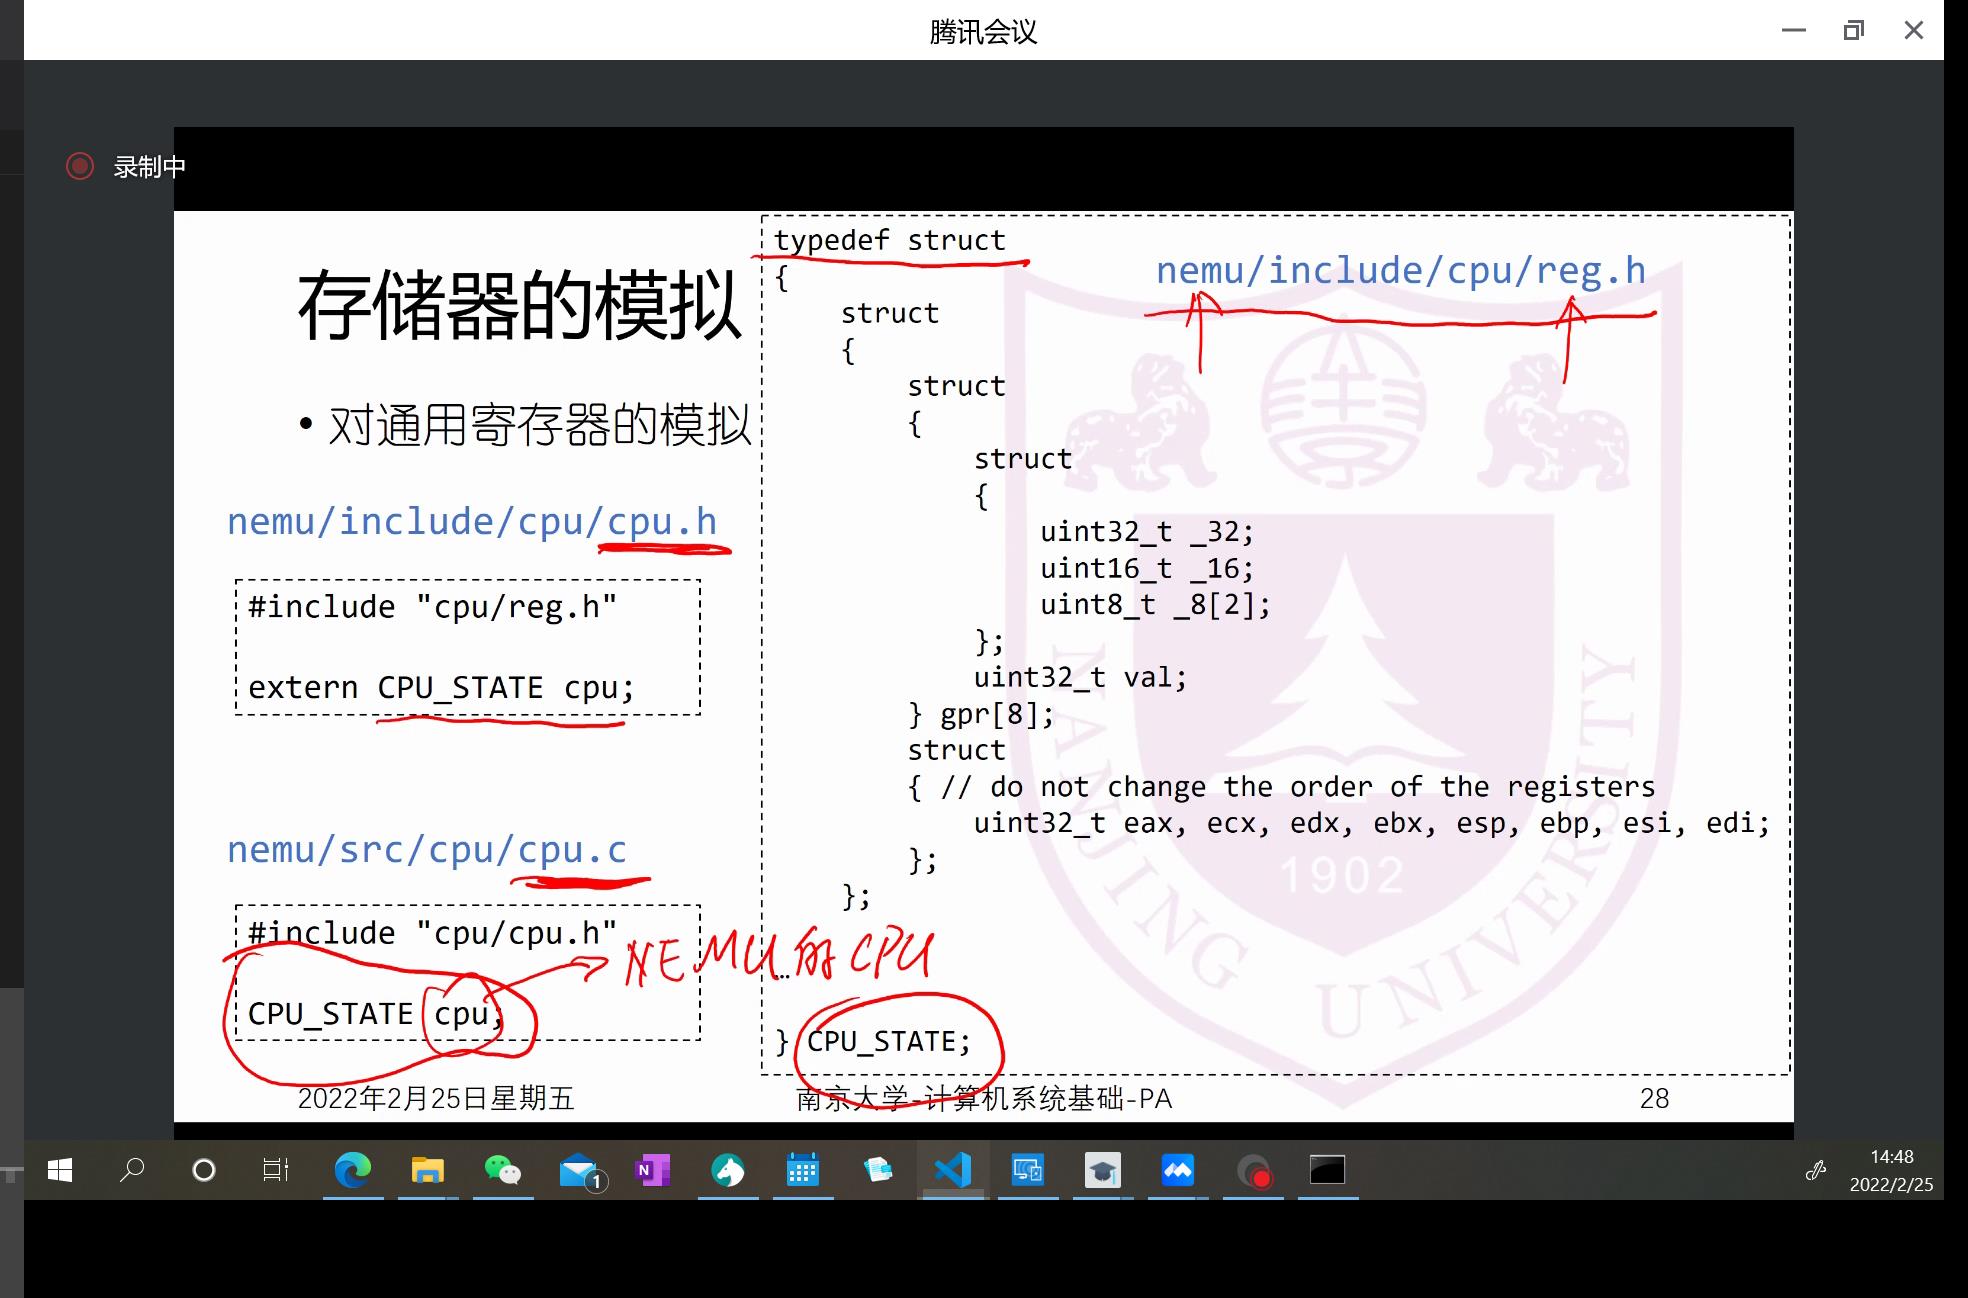 腾讯会议
录制中
存储器的模拟
• 对通用寄存器的模拟
nemu/include/cpu/cpu.h
#include "cpu/reg.h"
extern CPU_STATE cpu;
nemu/src/cpu/cpu.c
#include "cpu/cpu.h"
CPU_STATE cpu;
NEMU的CPU
nemu/include/cpu/reg.h
typedef struct
{
struct
{
struct
{
struct
{
uint32_t _32;
uint16_t _16;
uint8_t _8[2];
};
uint32_t val;
} gpr[8];
struct
{ // do not change the order of the registers
uint32_t eax, ecx, edx, ebx, esp, ebp, esi, edi;
};
};
…
} CPU_STATE;
NANJING UNIVERSITY
1902
2022年2月25日星期五
南京大学-计算机系统基础-PA
28
1
N
14:48
2022/2/25